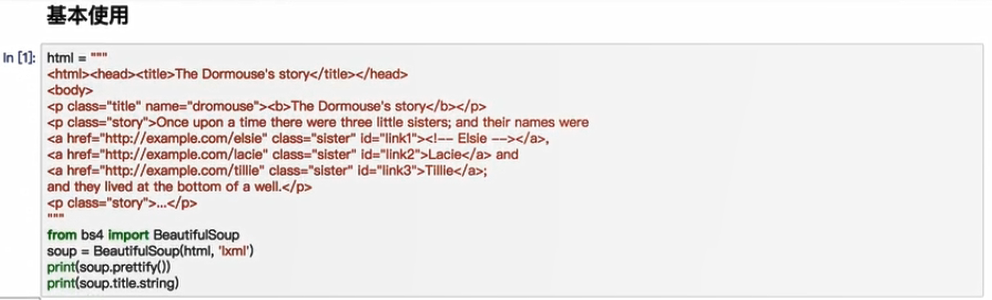 基本使用
In [1]: html = """
<html><head><title>The Dormouse's story</title></head>
<body>
<p class="title" name="dromouse"><b>The Dormouse's story</b></p>
<p class="story">Once upon a time there were three little sisters; and their names were
<a href="http://example.com/elsie" class="sister" id="link1"><!-- Elsie --></a>,
<a href="http://example.com/lacie" class="sister" id="link2">Lacie</a> and
<a href="http://example.com/tillie" class="sister" id="link3">Tillie</a>;
and they lived at the bottom of a well.</p>
<p class="story">...</p>
"""
from bs4 import BeautifulSoup
soup = BeautifulSoup(html, 'lxml')
print(soup.prettify())
print(soup.title.string)